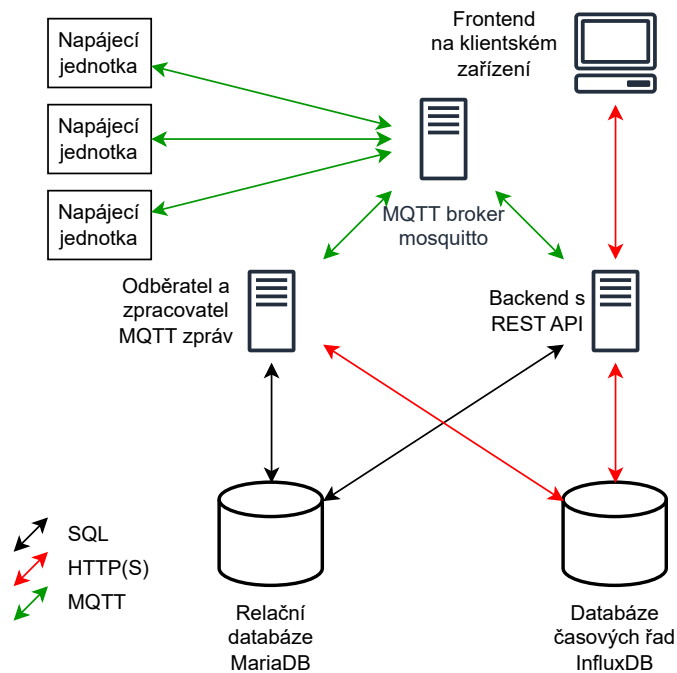 Napájecí
jednotka
Napájecí
jednotka
Napájecí
jednotka
Frontend
na klientském
zařízení
MQTT broker
mosquitto
Odběratel a
zpracovatel
MQTT zpráv
Backend s
REST API
SQL
HTTP(S)
MQTT
Relační
databáze
MariaDB
Databáze
časových řad
InfluxDB